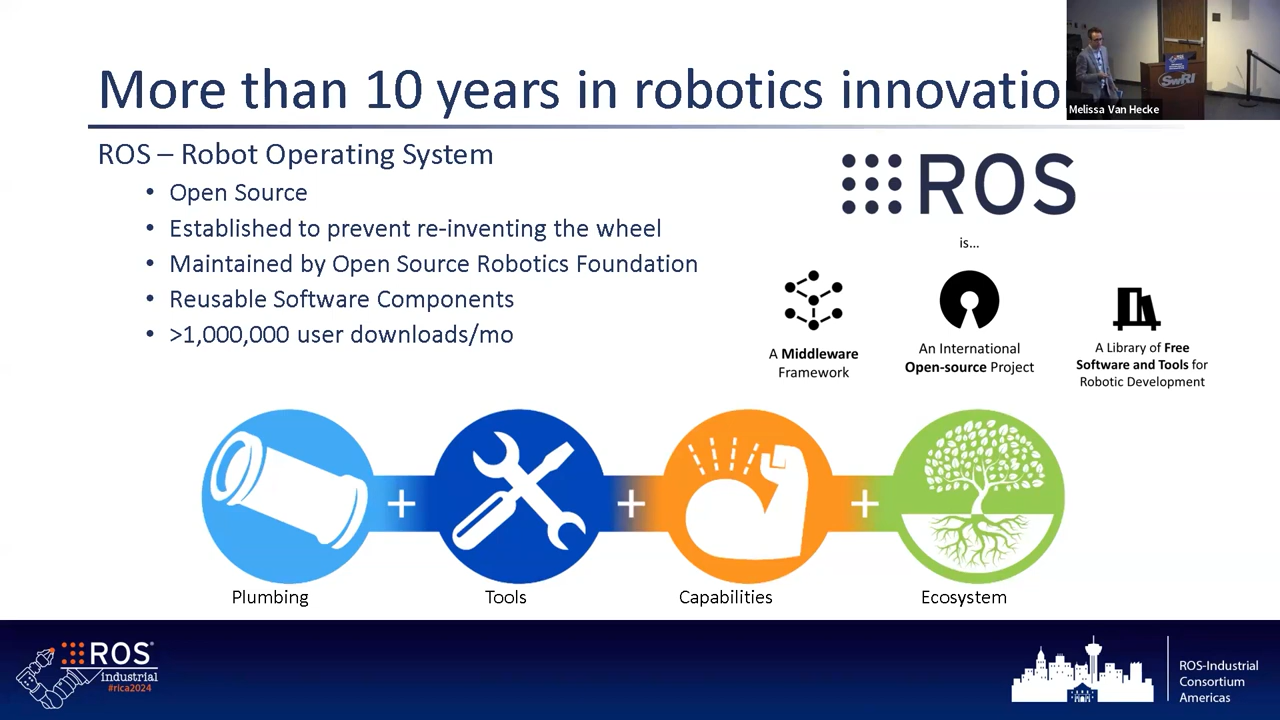 More than 10 years in robotics innovatio
Melissa Van Hecke
SwRI
ROS – Robot Operating System
• Open Source
• Established to prevent re-inventing the wheel
• Maintained by Open Source Robotics Foundation
• Reusable Software Components
• >1,000,000 user downloads/mo
ROS
is...
A Middleware
Framework
An International
Open-source Project
A Library of Free
Software and Tools for
Robotic Development
+
+
+
Plumbing
Tools
Capabilities
Ecosystem
ROS
Industrial
#rica2024
ROS-Industrial
Consortium
Americas